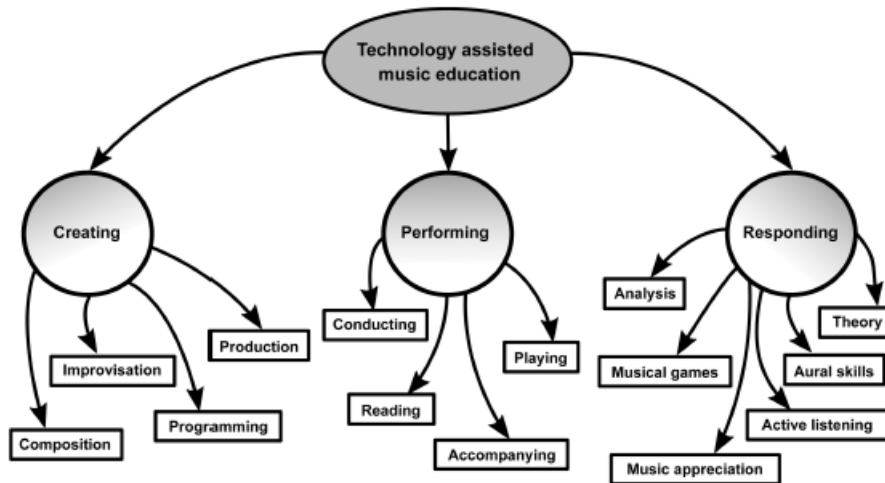 Technology assisted
music education
Creating
Performing
Responding
Composition
Improvisation
Programming
Production
Conducting
Reading
Accompanying
Playing
Analysis
Musical games
Music appreciation
Active listening
Aural skills
Theory